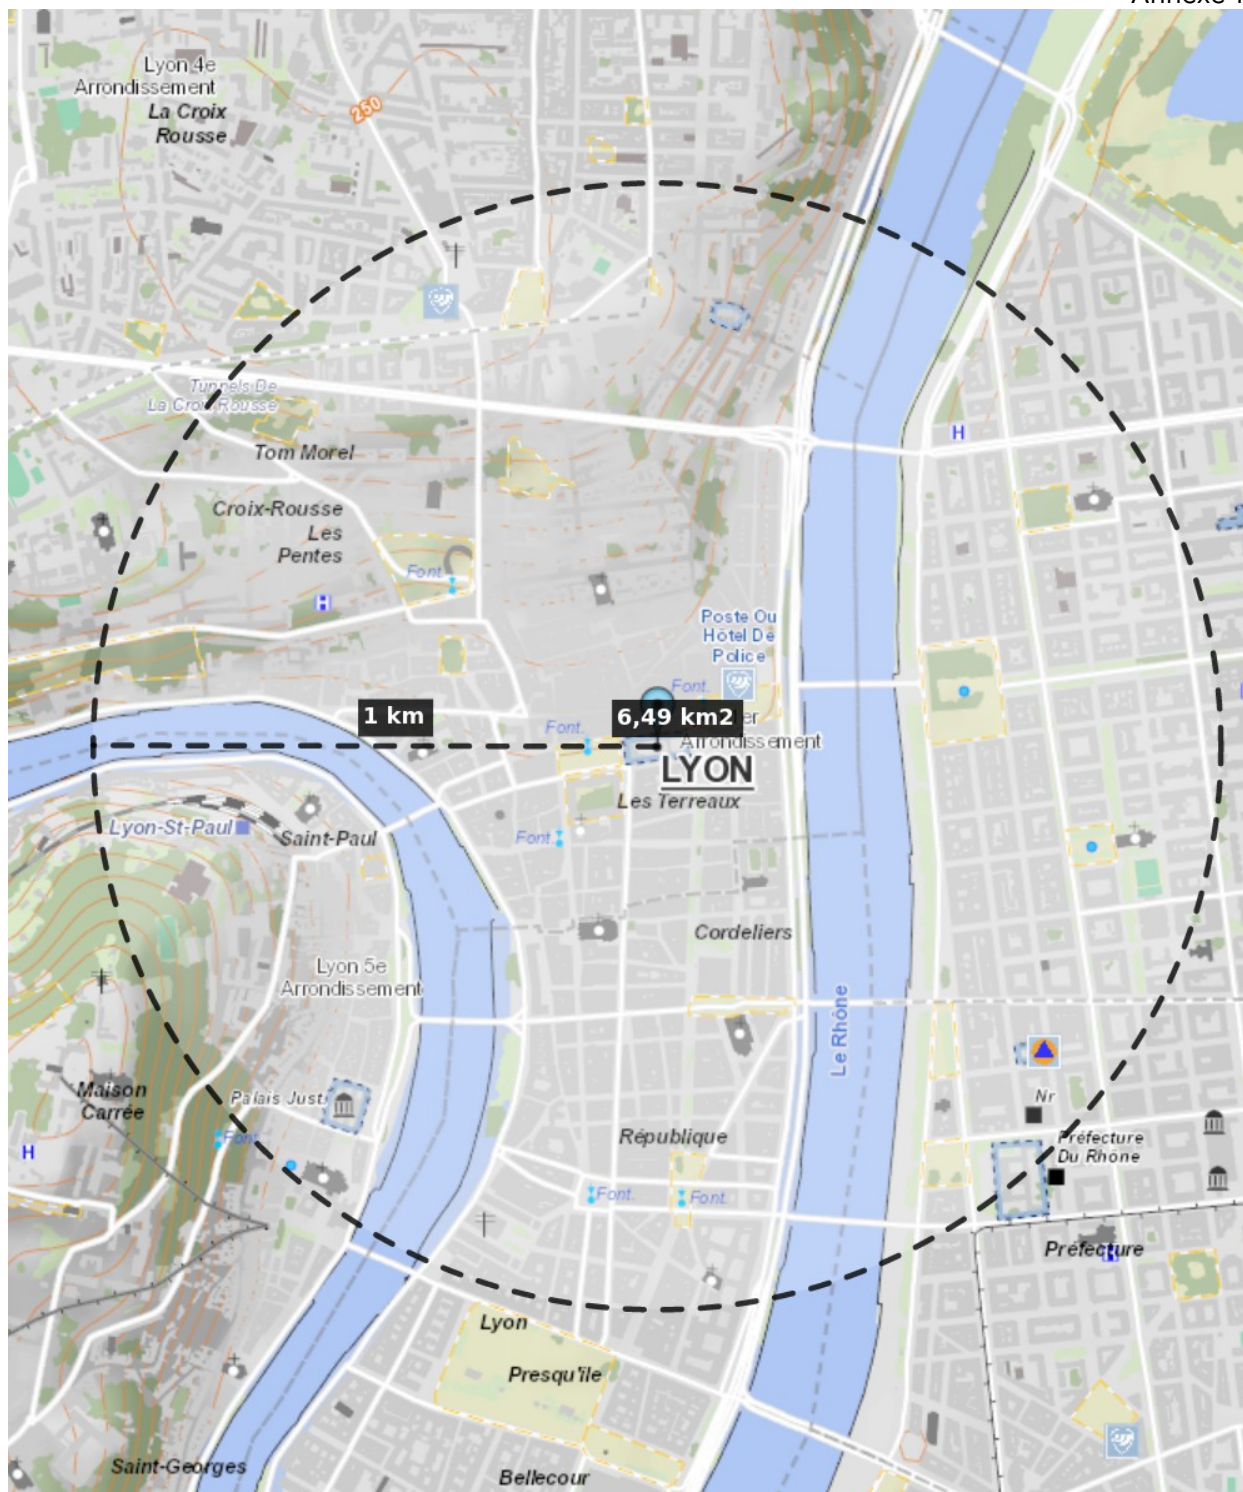 Lyon 4e
Arrondissement
La Croix
Rousse
250
Tunnels De
La Croix Rousse
Tom Morel
Croix-Rousse
Les
Pentes
H
Font.
H
Poste Ou
Hôtel De
Police
Font.
1 km
6,49 km2
Font.
Arrondissement
LYON
Les Terreaux
Lyon-St-Paul
Saint-Paul
Font.
Cordeliers
Lyon 5e
Arrondissement
Le Rhône
Maison
Carrée
Palais Just.
Nr
Font.
République
Préfecture
Du Rhône
H
Font.
Font.
Préfecture
H
Lyon
Presqu'île
Saint-Georges
Bellecour